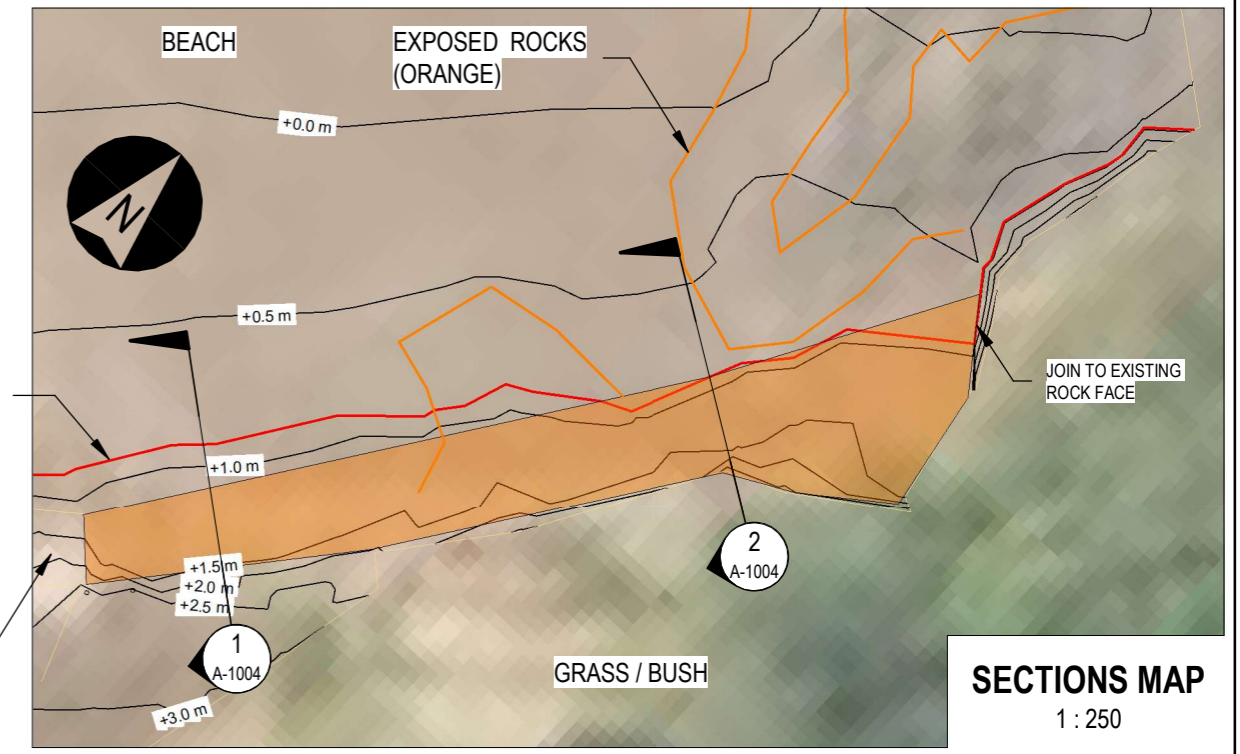 BEACH
EXPOSED ROCKS
(ORANGE)
+0.0 m
N
+0.5 m
JOIN TO EXISTING
ROCK FACE
+1.0 m
+1.5 m
+2.0 m
+2.5 m
2
A-1004
1
A-1004
GRASS / BUSH
+3.0 m
SECTIONS MAP
1 : 250